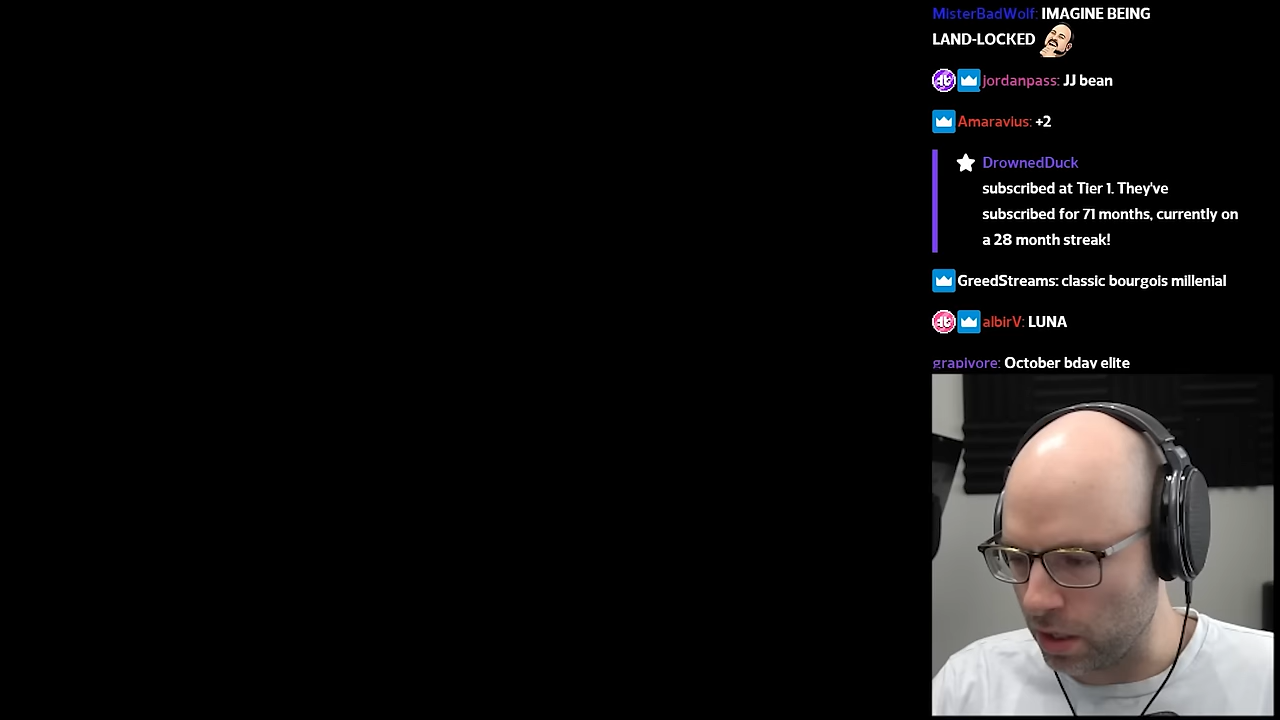 MisterBadWolf: IMAGINE BEING
LAND-LOCKED
jordanpass: JJ bean
Amaravius: +2
DrownedDuck
subscribed at Tier 1. They've
subscribed for 71 months, currently on
a 28 month streak!
GreedStreams: classic bourgois millenial
albirV: LUNA
grapivore: October bday elite